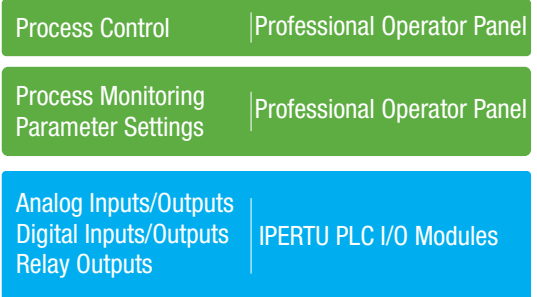 Process Control
Professional Operator Panel
Process Monitoring
Parameter Settings
Professional Operator Panel
Analog Inputs/Outputs
Digital Inputs/Outputs
Relay Outputs
IPERTU PLC I/O Modules